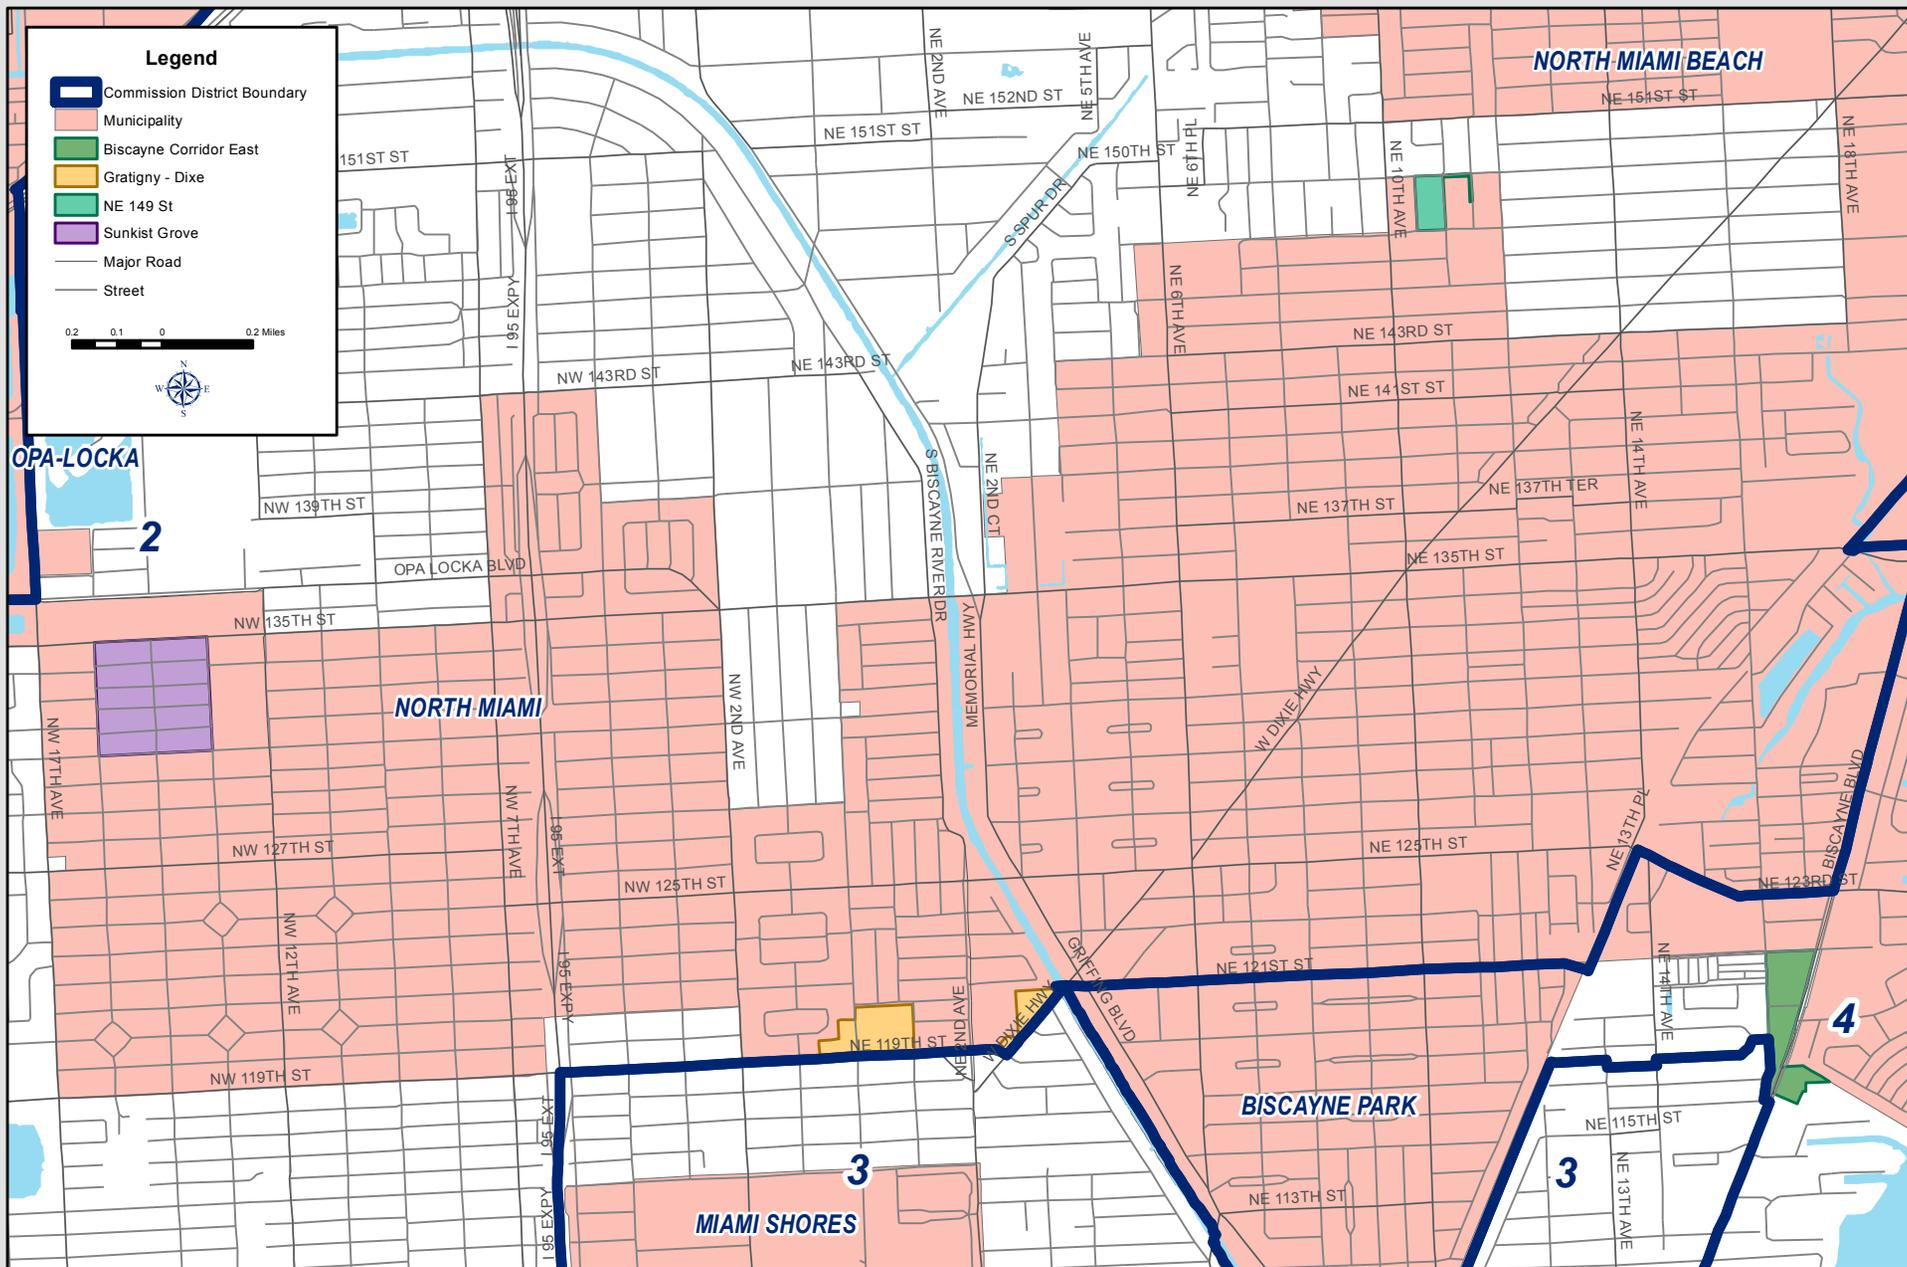 Legend
Commission District Boundary
Municipality
Biscayne Corridor East
Gratigny - Dixe
NE 149 St
Sunkist Grove
Major Road
Street
0.2 0.1 0 0.2 Miles
N
W E
S
NORTH MIAMI BEACH
NE 2ND AVE
NE 5TH AVE
NE 152ND ST
NE 151ST ST
NE 151ST ST
151ST ST
NE 150TH ST
NE 6TH PL
NE 10TH AVE
NE 18TH AVE
I 95 EXT
S SPUR DR
I 95 EXPY
NE 6TH AVE
NE 143RD ST
NE 143RD ST
NW 143RD ST
NE 141ST ST
NE 14TH AVE
OPA-LOCKA
S BISCAYNE RIVER DR
NE 2ND CT
NE 137TH TER
NE 137TH ST
NW 139TH ST
2
NE 135TH ST
OPA LOCKA BLVD
NW 135TH ST
MEMORIAL HWY
NORTH MIAMI
NW 2ND AVE
W DIXIE HWY
NW 17TH AVE
BISCAYNE BLVD
NW 7TH AVE
I 95 EXT
NE 13TH PL
NW 127TH ST
NE 125TH ST
NW 125TH ST
NE 123RD ST
NW 12TH AVE
GRIFFING BLVD
NE 121ST ST
NE 14TH AVE
I 95 EXPY
NE 2ND AVE
W DIXIE HWY
4
NE 119TH ST
NW 119TH ST
BISCAYNE PARK
I 95 EXT
NE 115TH ST
3
3
NE 13TH AVE
NE 113TH ST
I 95 EXPY
MIAMI SHORES